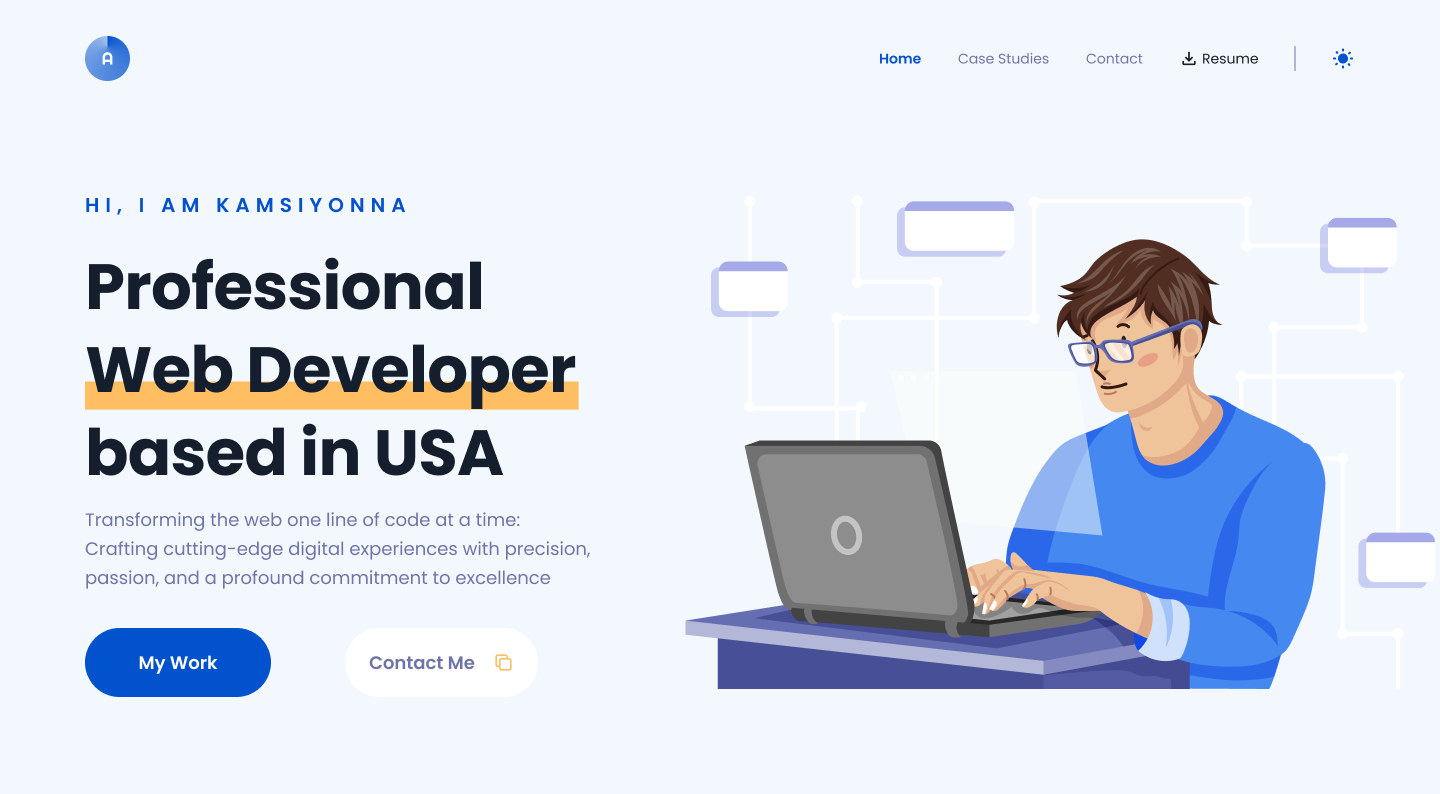 A
Home Case Studies Contact Resume
HI, I AM KAMSIYONNA
Professional
Web Developer
based in USA
Transforming the web one line of code at a time:
Crafting cutting-edge digital experiences with precision,
passion, and a profound commitment to excellence
My Work Contact Me